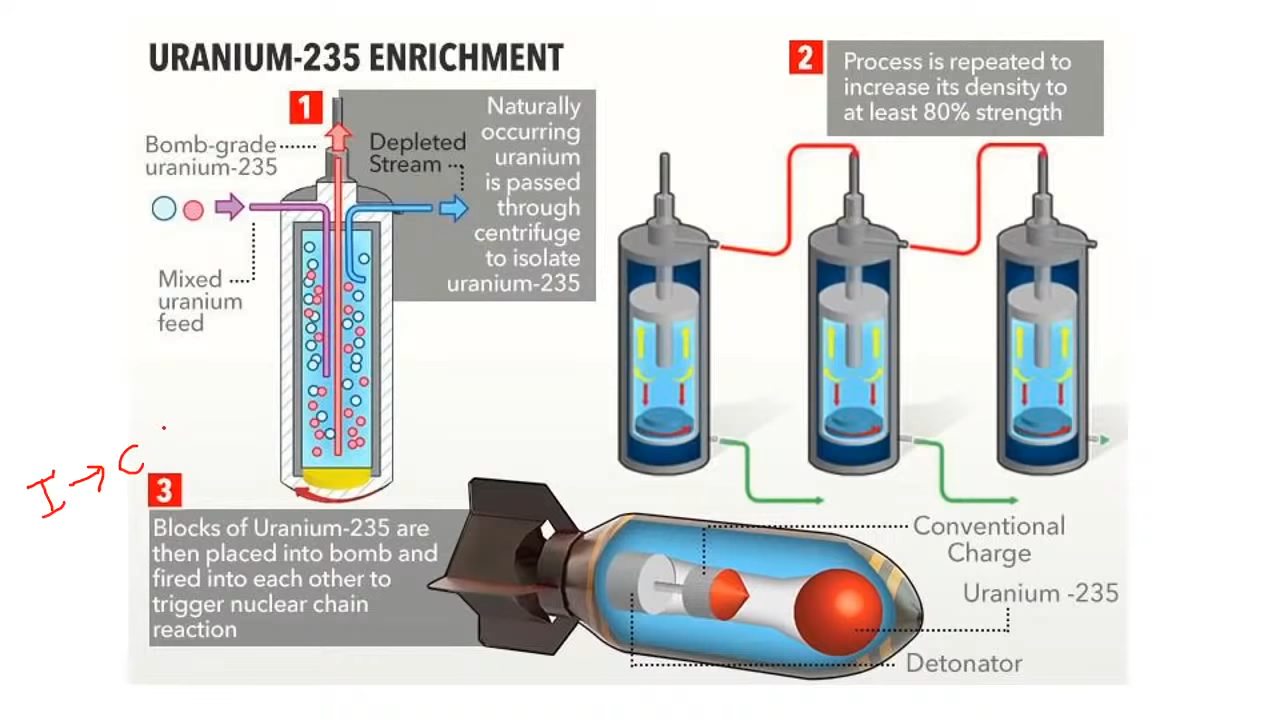 URANIUM-235 ENRICHMENT
1
Naturally
occurring
uranium
is passed
through
centrifuge
to isolate
uranium-235
Bomb-grade
uranium-235
Depleted
Stream
Mixed
uranium
feed
2
Process is repeated to
increase its density to
at least 80% strength
I → C
3
Blocks of Uranium-235 are
then placed into bomb and
fired into each other to
trigger nuclear chain
reaction
Conventional
Charge
Uranium -235
Detonator